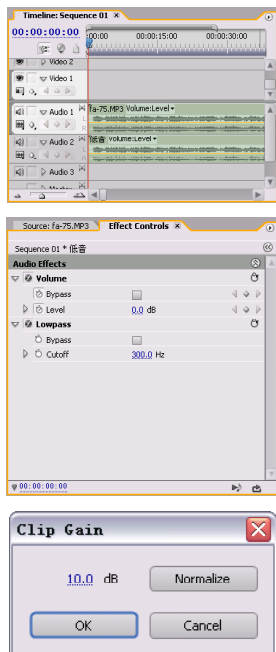 Timeline: Sequence 01 ×
00:00:00:00
00:00 00:00:15:00 00:00:30:00
Video 2
Video 1
Audio 1 fa-75.MP3 Volume:Level
Audio 2 低音 volume:Level
Audio 3
Source: fa-75.MP3 Effect Controls ×
Sequence 01 * 低音
Audio Effects
Volume
Bypass
Level 0.0 dB
Lowpass
Bypass
Cutoff 300.0 Hz
00:00:00:00
Clip Gain
10.0 dB Normalize
OK Cancel